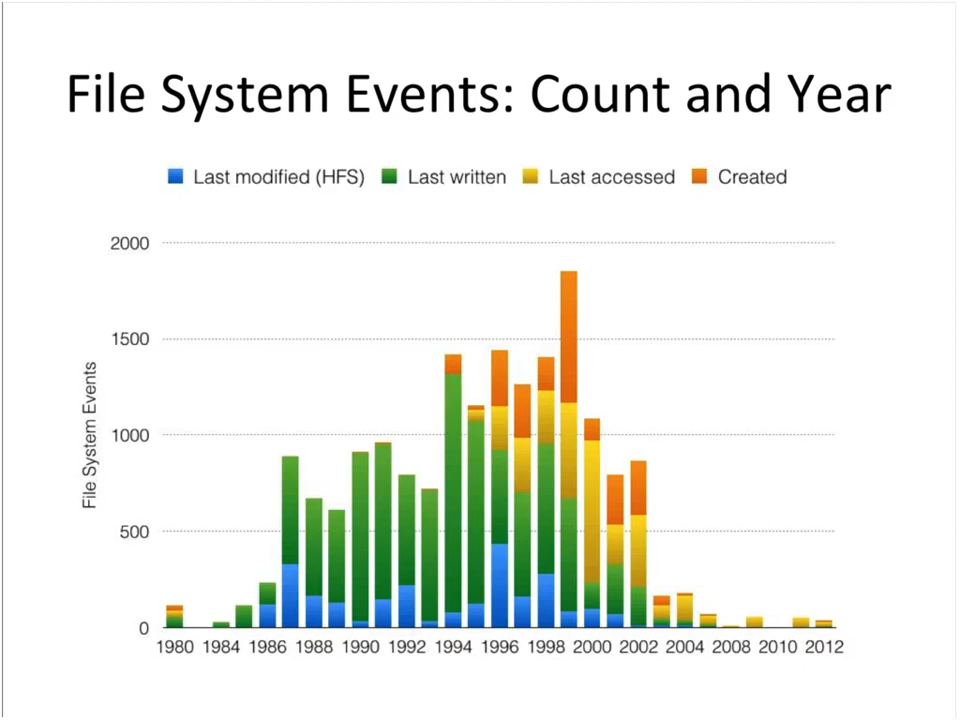 File System Events: Count and Year
Last modified (HFS) Last written Last accessed Created
2000
1500
1000
500
0
File System Events
1980 1984 1986 1988 1990 1992 1994 1996 1998 2000 2002 2004 2008 2010 2012